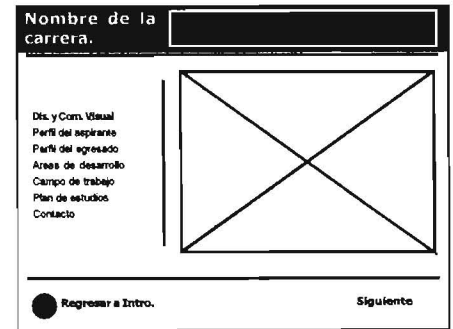 Nombre de la
carrera.
Dis. y Com. Visual
Perfil del aspirante
Perfil del egresado
Areas de desarrollo
Campo de trabajo
Plan de estudios
Contacto
Regresar a Intro.
Siguiente